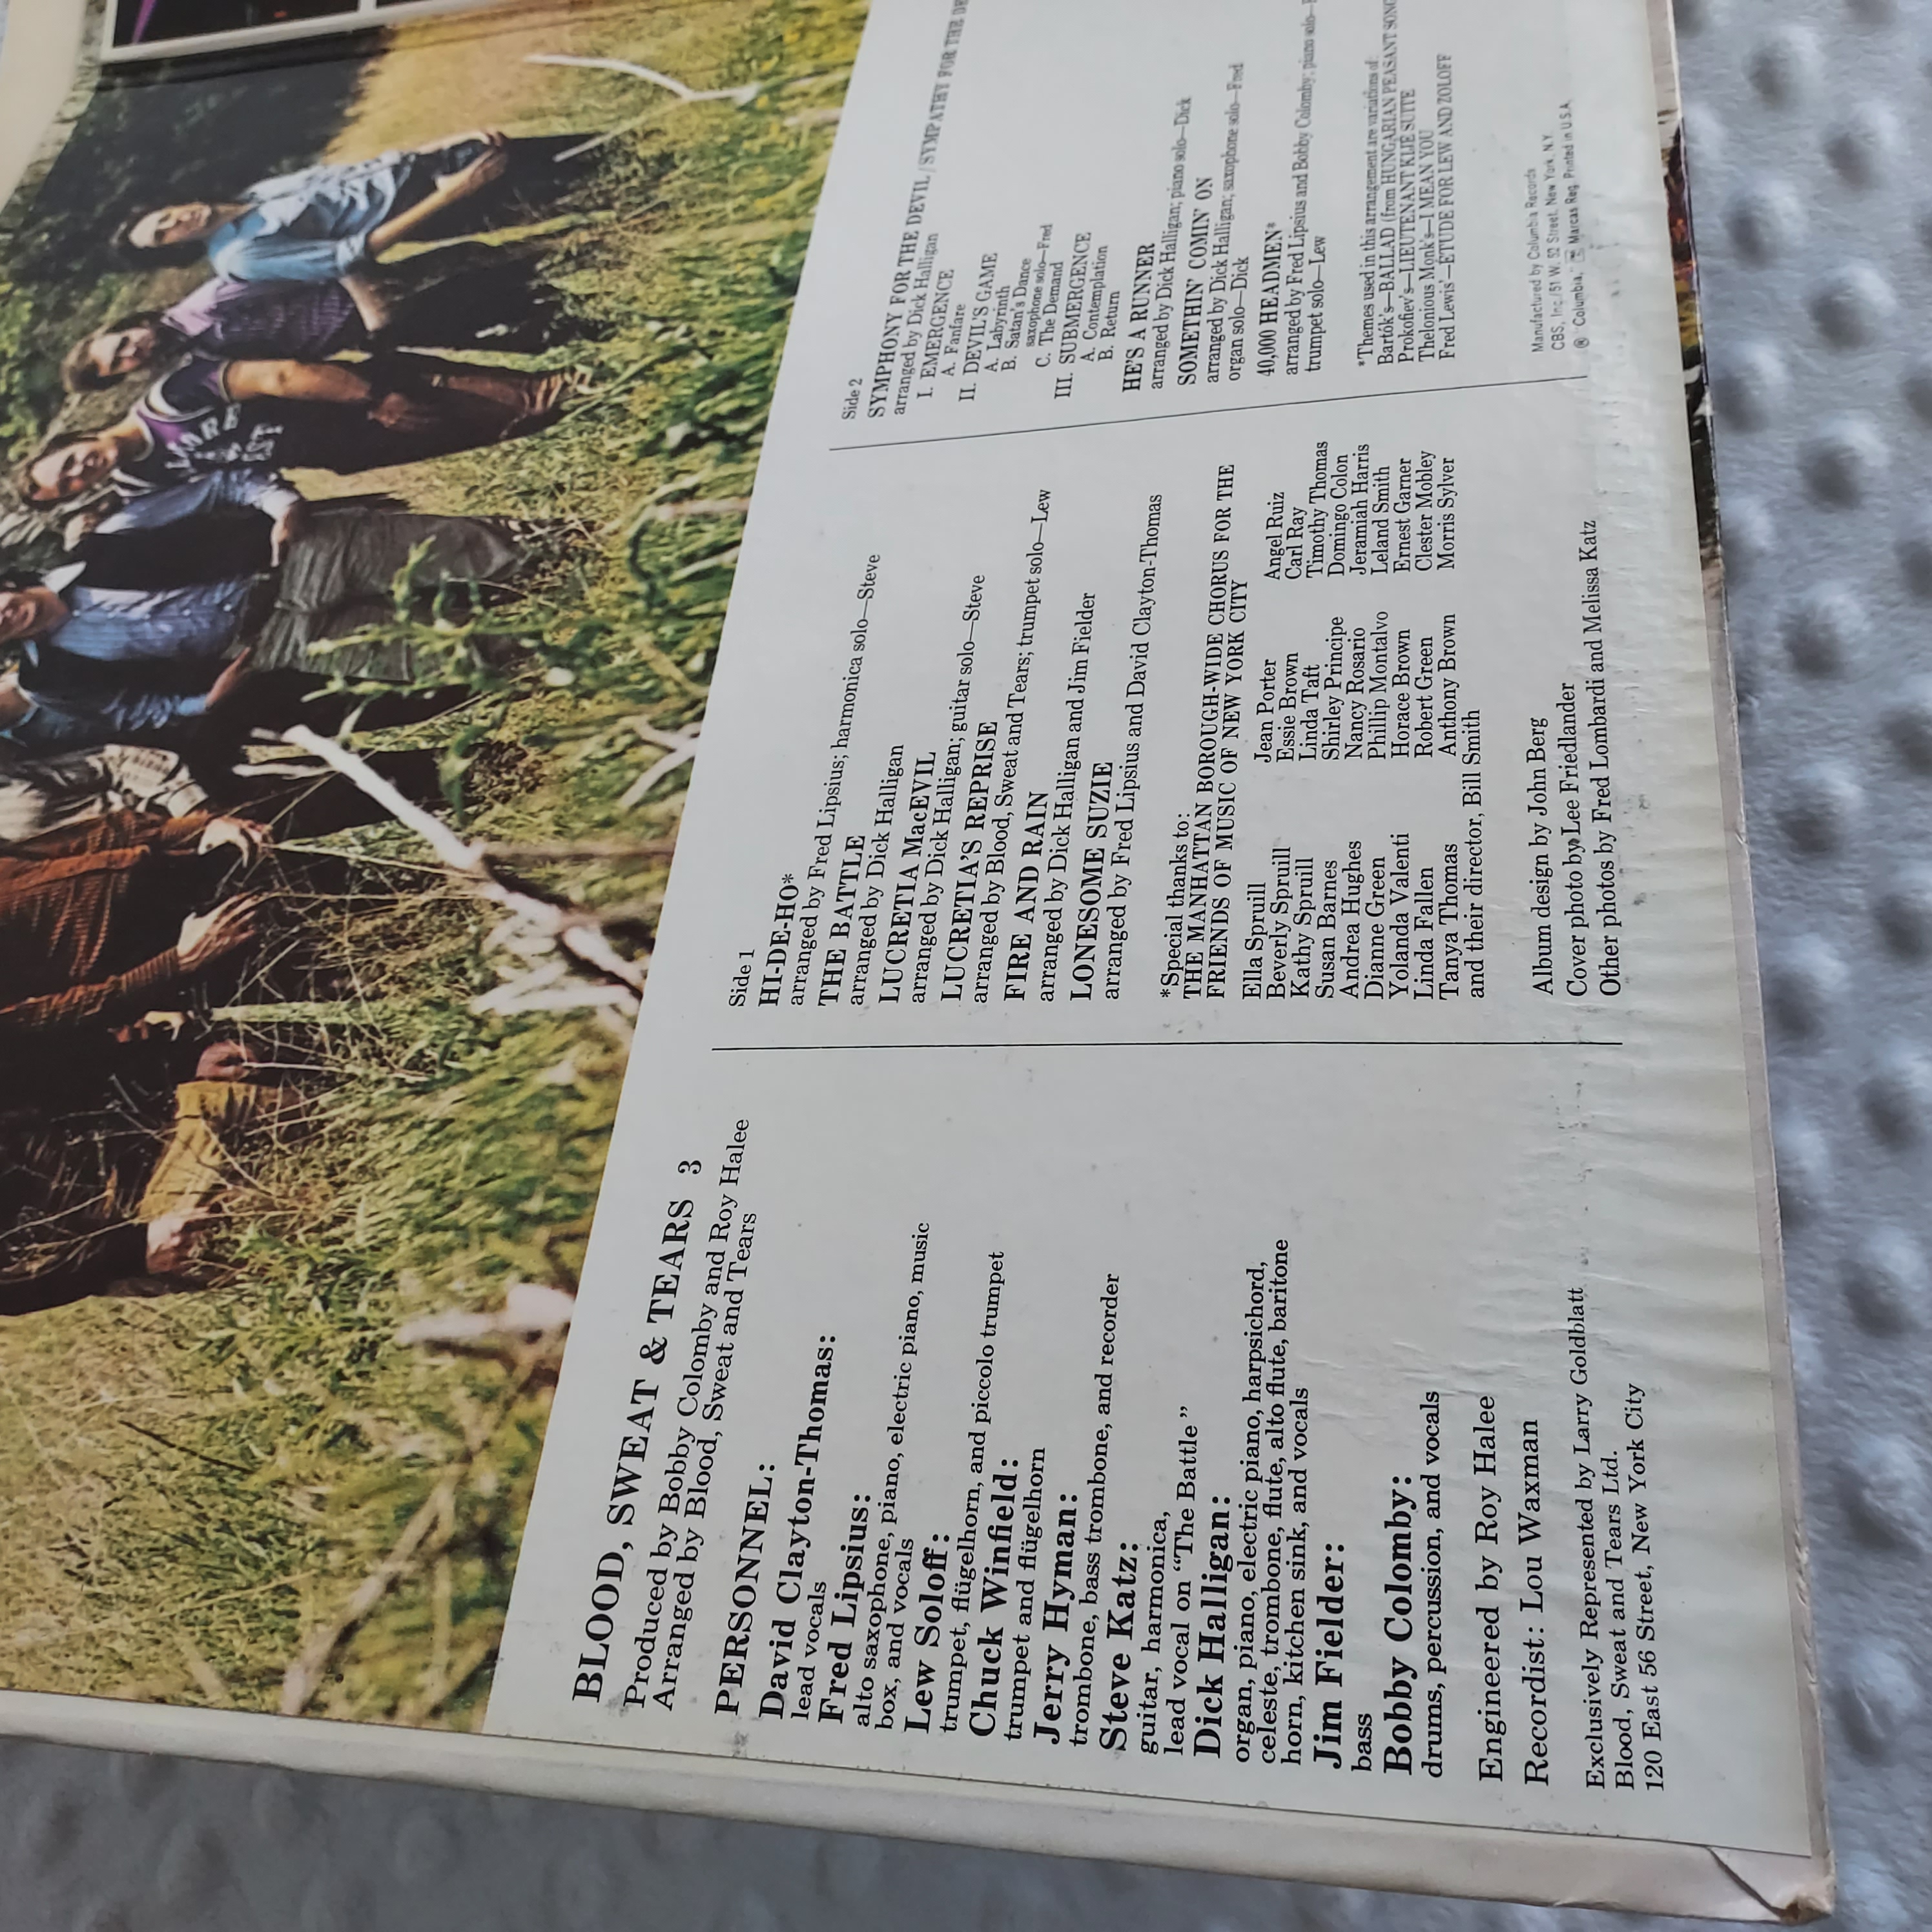 BLOOD, SWEAT & TEARS 3
Produced by Bobby Colomby and Roy Halee
Arranged by Blood, Sweat and Tears
PERSONNEL:
David Clayton-Thomas:
lead vocals
Fred Lipsius:
alto saxophone, piano, electric piano, music
box, and vocals
Lew Soloff:
trumpet, flügelhorn, and piccolo trumpet
Chuck Winfield:
trumpet and flügelhorn
Jerry Hyman:
trombone, bass trombone, and recorder
Steve Katz:
guitar, harmonica,
lead vocal on “The Battle”
Dick Halligan:
organ, piano, electric piano, harpsichord,
celeste, trombone, flute, alto flute, baritone
horn, kitchen sink, and vocals
Jim Fielder:
bass
Bobby Colomby:
drums, percussion, and vocals
Engineered by Roy Halee
Recordist: Lou Waxman
Exclusively Represented by Larry Goldblatt
Blood, Sweat and Tears Ltd.
120 East 56 Street, New York City
Side 1
HI-DE-HO*
arranged by Fred Lipsius; harmonica solo—Steve
THE BATTLE
arranged by Dick Halligan
LUCRETIA MacEVIL
arranged by Dick Halligan; guitar solo—Steve
LUCRETIA'S REPRISE
arranged by Blood, Sweat and Tears; trumpet solo—Lew
FIRE AND RAIN
arranged by Dick Halligan and Jim Fielder
LONESOME SUZIE
arranged by Fred Lipsius and David Clayton-Thomas
*Special thanks to:
THE MANHATTAN BOROUGH-WIDE CHORUS FOR THE
FRIENDS OF MUSIC OF NEW YORK CITY
Ella Spruill
Beverly Spruill
Kathy Spruill
Susan Barnes
Andrea Hughes
Dianne Green
Yolanda Valenti
Linda Fallen
Tanya Thomas
Jean Porter
Essie Brown
Linda Taft
Shirley Principe
Nancy Rosario
Phillip Montalvo
Horace Brown
Robert Green
Anthony Brown
Angel Ruiz
Carl Ray
Timothy Thomas
Domingo Colon
Jeramiah Harris
Leland Smith
Ernest Garner
Clester Mobley
Morris Sylver
and their director, Bill Smith
Album design by John Berg
Cover photo by Lee Friedlander
Other photos by Fred Lombardi and Melissa Katz
Side 2
SYMPHONY FOR THE DEVIL/SYMPATHY FOR THE
arranged by Dick Halligan
I. EMERGENCE
A. Fanfare
II. DEVIL'S GAME
A. Labyrinth
B. Satan's Dance
saxophone solo—Fred
C. The Demand
III. SUBMERGENCE
A. Contemplation
B. Return
HE'S A RUNNER
arranged by Dick Halligan; piano solo—Dick
SOMETHIN' COMIN' ON
arranged by Dick Halligan; saxophone solo—Fred
organ solo—Dick
40,000 HEADMEN*
arranged by Fred Lipsius and Bobby Colomby; piano solo—
trumpet solo—Lew
*Themes used in this arrangement are variations of:
Bartók's—BALLAD (from HUNGARIAN PEASANT SONG
Prokofiev's—LIEUTENANT KIJE SUITE
Thelonious Monk's—I MEAN YOU
Fred Lewis'—ETUDE FOR LEW AND ZOLOFF
Manufactured by Columbia Records
CBS, Inc./51 W. 52 Street, New York, N.Y.
® Columbia, Marcas Reg. Printed in U.S.A.